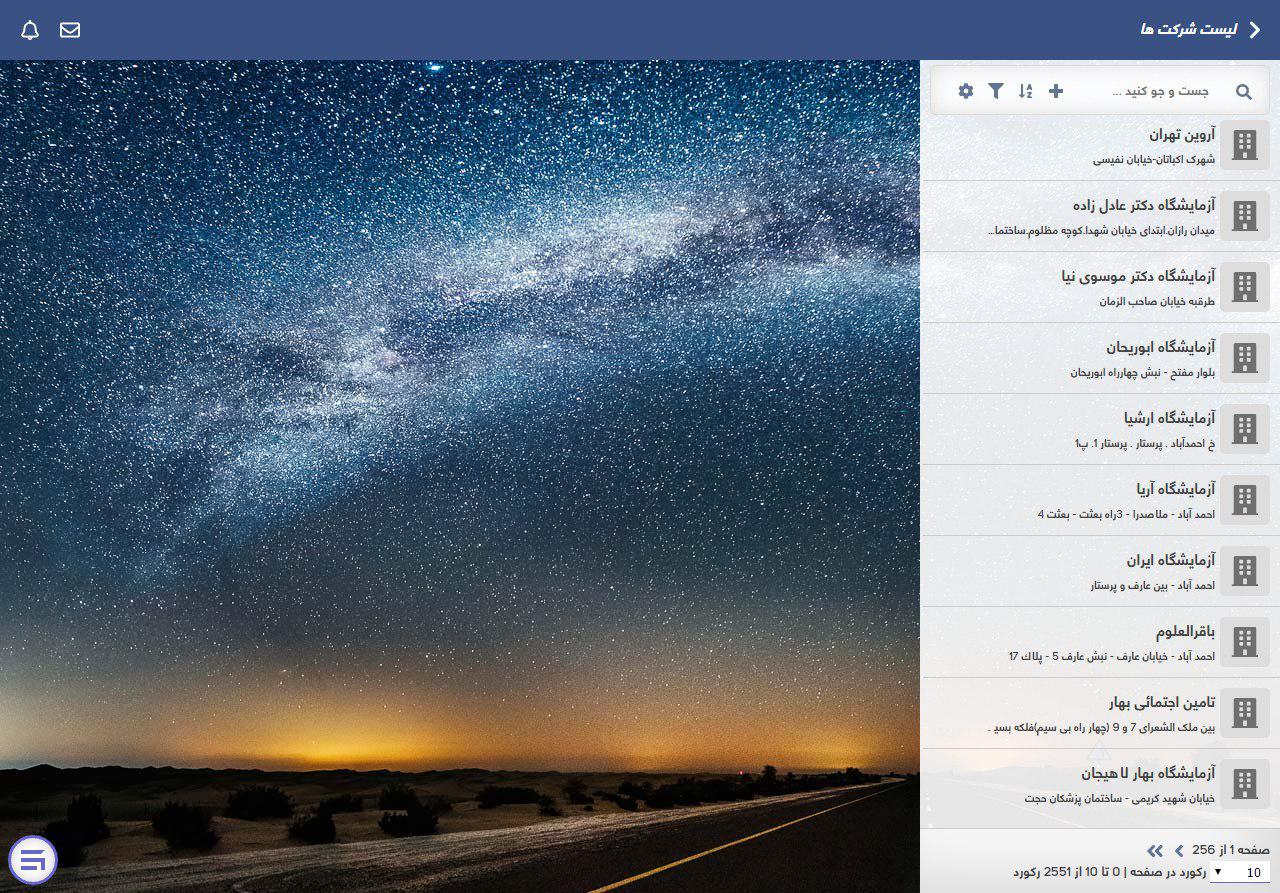 لیست شرکت ها
جست و جو کنید ...
آروین تهران
شهرک اکباتان-خیابان نفیسی
آزمایشگاه دکتر عادل زاده
میدان رازان.ابتدای خیابان شهدا.کوچه مظلوم.ساختما...
آزمایشگاه دکتر موسوی نیا
طرقبه خیابان صاحب الزمان
آزمایشگاه ابوریحان
بلوار مفتح - نبش چهارراه ابوریحان
آزمایشگاه ارشیا
خ احمدآباد . پرستار . پرستار 1. پ1
آزمایشگاه آریا
احمد آباد - ملاصدرا - 3راه بعثت - بعثت 4
آزمایشگاه ایران
احمد آباد - بین عارف و پرستار
باقرالعلوم
احمد آباد - خیابان عارف - نبش عارف 5 - پلاک 17
تامین اجتمائی بهار
بین ملک الشعرای 7 و 9 (چهار راه بی سیم)فلکه بسیـ .
آزمایشگاه بهار لاهیجان
خیابان شهید کریمی - ساختمان پزشکان حجت
صفحه 1 از 256
10 رکورد در صفحه | 0 تا 10 از 2551 رکورد